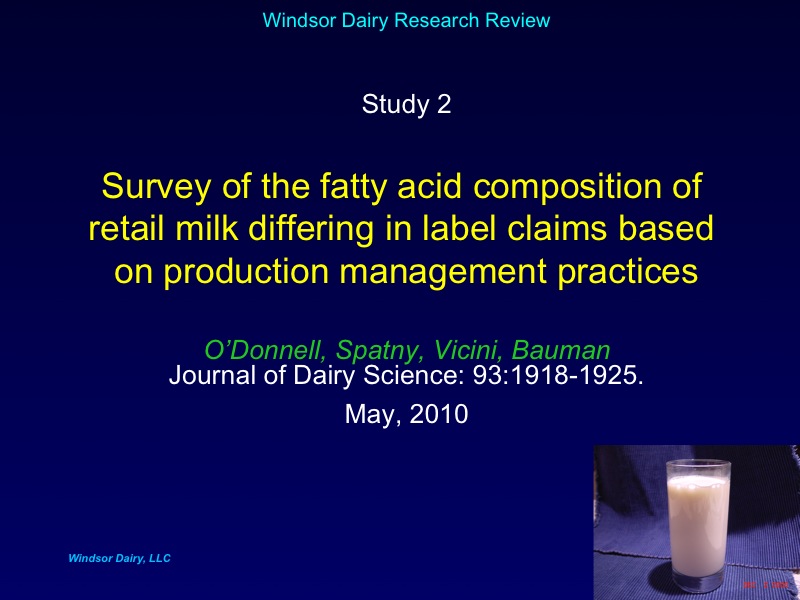 Windsor Dairy Research Review
Study 2
Survey of the fatty acid composition of
retail milk differing in label claims based
on production management practices
O’Donnell, Spatny, Vicini, Bauman
Journal of Dairy Science: 93:1918-1925.
May, 2010
Windsor Dairy, LLC